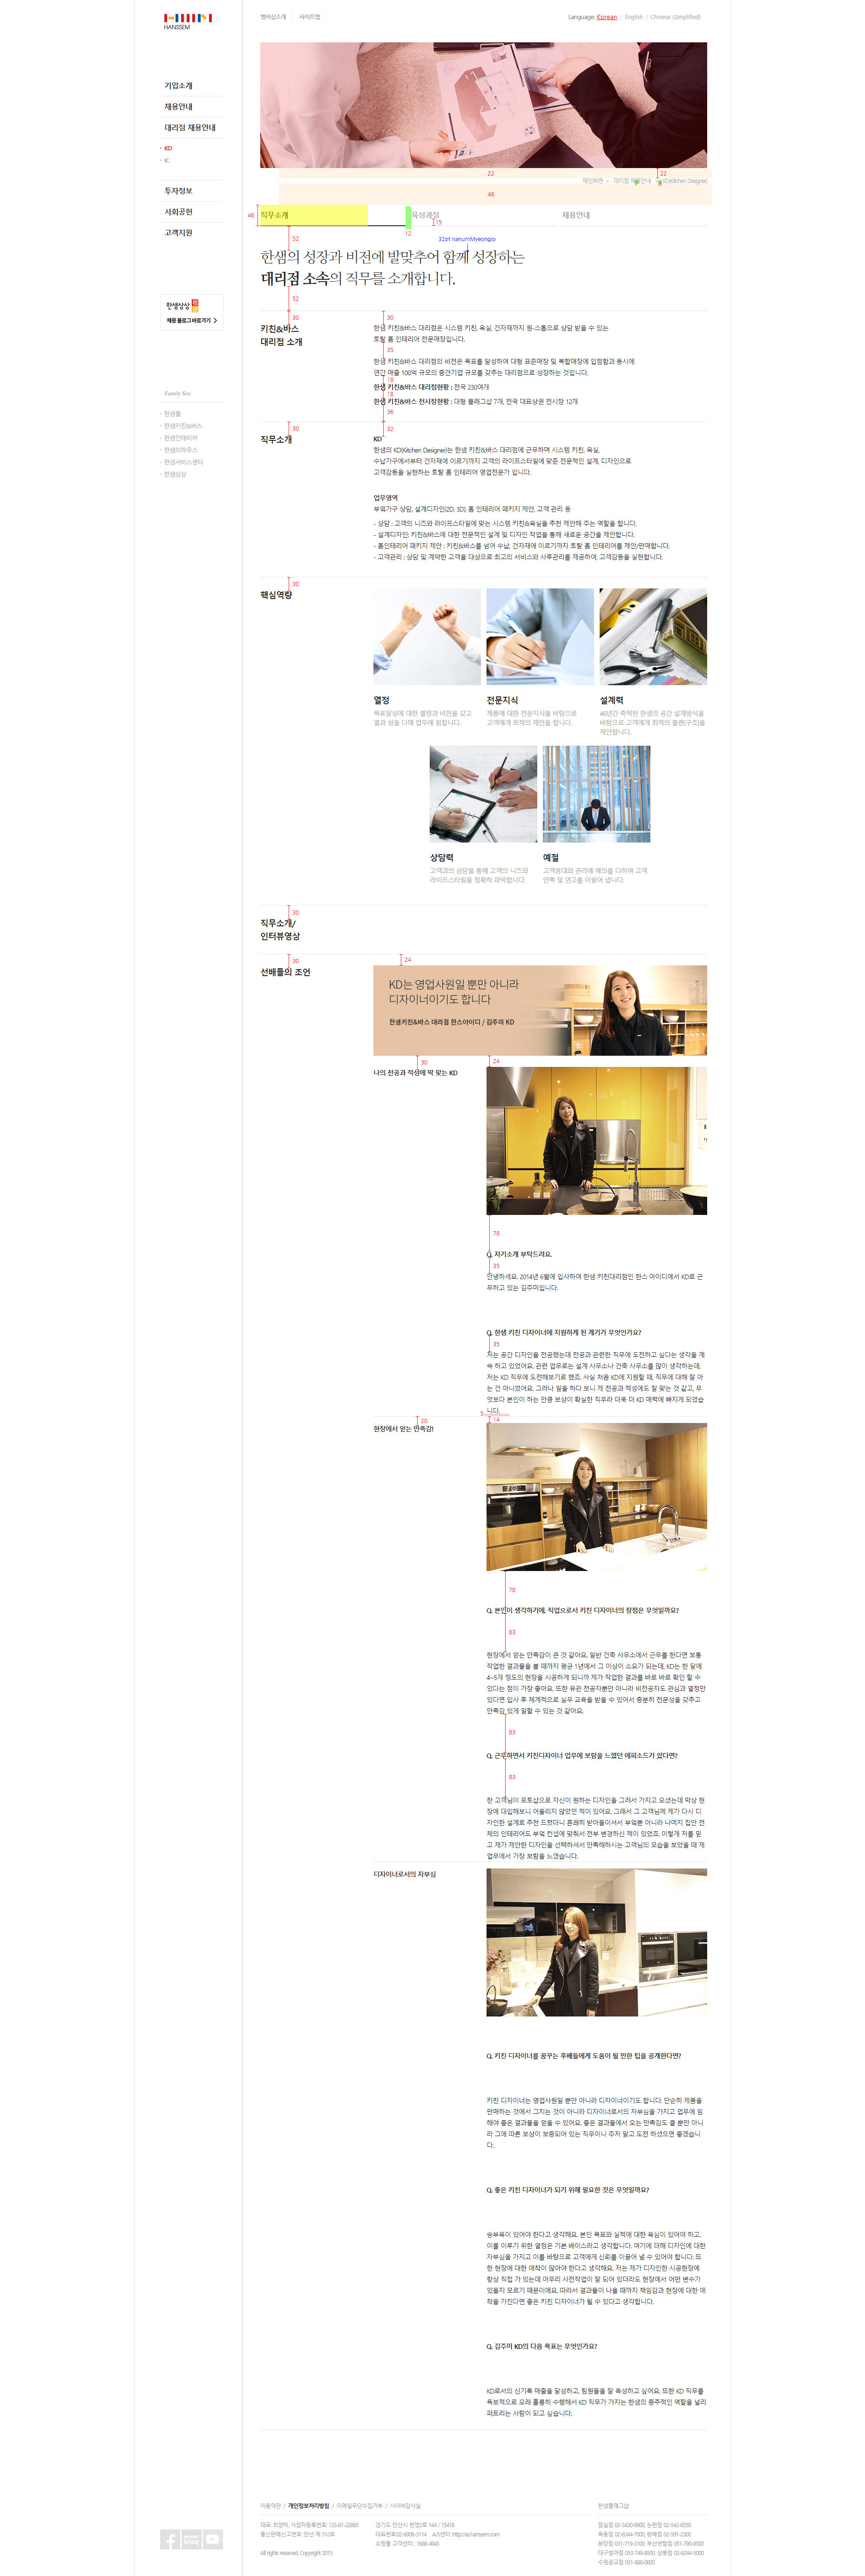 HANSSEM
멤버십소개
사이트맵
Language: Korean / English / Chinese (Simplified)
기업소개
채용안내
대리점 채용안내
KD
IC
투자정보
사회공헌
고객지원
한샘상상
채용 블로그 바로가기 >
Family Site
한샘몰
한샘키친&바스
한샘인테리어
한샘리하우스
한샘서비스센터
한샘상상
22
22
메인화면 > 대리점 채용안내 KD(Kitchen Designer)
46
46
직무소개
육성과정
채용안내
15
12
52
32pt nanumMyeongjo
한샘의 성장과 비전에 발맞추어 함께 성장하는
대리점 소속의 직무를 소개합니다.
52
30
30
키친&바스
대리점 소개
한샘 키친&바스 대리점은 시스템 키친, 욕실, 건자재까지 원-스톱으로 상담 받을 수 있는
토탈 홈 인테리어 전문매장입니다.
35
한샘 키친&바스 대리점의 비전은 목표를 달성하여 대형 표준매장 및 복합매장에 입점함과 동시에
연간 매출 100억 규모의 중견기업 규모를 갖추는 대리점으로 성장하는 것입니다.
18
한샘 키친&바스 대리점현황 : 전국 230여개
18
한샘 키친&바스 전시장현황 : 대형 플래그샵 7개, 전국 대표상권 전시장 12개
36
30
32
직무소개
KD
한샘의 KD(Kitchen Designer)는 한샘 키친&바스 대리점에 근무하며 시스템 키친, 욕실,
수납가구에서부터 건자재에 이르기까지 고객의 라이프스타일에 맞춘 전문적인 설계, 디자인으로
고객감동을 실현하는 토탈 홈 인테리어 영업전문가 입니다.
업무영역
부엌가구 상담, 설계디자인(2D, 3D), 홈 인테리어 패키지 제안, 고객 관리 등
- 상담 : 고객의 니즈와 라이프스타일에 맞는 시스템 키친&욕실을 추천 제안해 주는 역할을 합니다.
- 설계디자인: 키친&바스에 대한 전문적인 설계 및 디자인 작업을 통해 새로운 공간을 제안합니다.
- 홈인테리어 패키지 제안 : 키친&바스를 넘어 수납, 건자재에 이르기까지 토탈 홈 인테리어를 제안/판매합니다.
- 고객관리 : 상담 및 계약한 고객을 대상으로 최고의 서비스와 사후관리를 제공하여, 고객감동을 실현합니다.
30
핵심역량
열정
목표달성에 대한 열정과 비전을 갖고
열과 성을 다해 업무에 임합니다.
전문지식
제품에 대한 전문지식을 바탕으로
고객에게 최적의 제안을 합니다.
설계력
46년간 축적된 한샘의 공간 설계방식을
바탕으로 고객에게 최적의 플랜(구조)을
제안합니다.
상담력
고객과의 상담을 통해 고객의 니즈와
라이프스타일을 정확히 파악합니다.
예절
고객응대와 관리에 예의를 다하여 고객
만족 및 연고를 이끌어 냅니다.
30
직무소개/
인터뷰영상
30
24
선배들의 조언
KD는 영업사원일 뿐만 아니라
디자이너이기도 합니다
한샘키친&바스 대리점 한스아이디 / 김주미 KD
30
24
나의 전공과 적성에 딱 맞는 KD
78
Q. 자기소개 부탁드려요.
35
안녕하세요. 2014년 6월에 입사하여 한샘 키친대리점인 한스 아이디에서 KD로 근
무하고 있는 김주미입니다.
Q. 한샘 키친 디자이너에 지원하게 된 계기가 무엇인가요?
35
저는 공간 디자인을 전공했는데 전공과 관련한 직무에 도전하고 싶다는 생각을 계
속 하고 있었어요. 관련 업무로는 설계 사무소나 건축 사무소를 많이 생각하는데,
저는 KD 직무에 도전해보기로 했죠. 사실 처음 KD에 지원할 때, 직무에 대해 잘 아
는 건 아니었어요. 그러나 일을 하다 보니 제 전공과 적성에도 잘 맞는 것 같고, 무
엇보다 본인이 하는 만큼 보상이 확실한 직무라 더욱 더 KD 매력에 빠지게 되었습
니다.
5
20
14
현장에서 얻는 만족감!
78
Q. 본인이 생각하기에, 직업으로서 키친 디자이너의 장점은 무엇일까요?
83
현장에서 얻는 만족감이 큰 것 같아요. 일반 건축 사무소에서 근무를 한다면 보통
작업한 결과물을 볼 때까지 평균 1년에서 그 이상이 소요가 되는데, KD는 한 달에
4~5개 정도의 현장을 시공하게 되니까 제가 작업한 결과를 바로 바로 확인 할 수
있다는 점이 가장 좋아요. 또한 유관 전공자뿐만 아니라 비전공자도 관심과 열정만
있다면 입사 후 체계적으로 실무 교육을 받을 수 있어서 충분히 전문성을 갖추고
만족감 있게 일할 수 있는 것 같아요.
83
Q. 근무하면서 키친디자이너 업무에 보람을 느꼈던 에피소드가 있다면?
83
한 고객님이 포토샵으로 자신이 원하는 디자인을 그려서 가지고 오셨는데 막상 현
장에 대입해보니 어울리지 않았던 적이 있어요. 그래서 그 고객님께 제가 다시 디
자인한 설계로 추천 드렸더니 흔쾌히 받아들이셔서 부엌뿐 아니라 나머지 집안 전
체의 인테리어도 부엌 컨셉에 맞춰서 전부 변경하신 적이 있었죠. 이렇게 저를 믿
고 제가 제안한 디자인을 선택하셔서 만족해하시는 고객님의 모습을 보았을 때 제
업무에서 가장 보람을 느꼈습니다.
디자이너로서의 자부심
Q. 키친 디자이너를 꿈꾸는 후배들에게 도움이 될 만한 팁을 공개한다면?
키친 디자이너는 영업사원일 뿐만 아니라 디자이너이기도 합니다. 단순히 제품을
판매하는 것에서 그치는 것이 아니라 디자이너로서의 자부심을 가지고 업무에 임
해야 좋은 결과물을 얻을 수 있어요. 좋은 결과물에서 오는 만족감도 클 뿐만 아니
라 그에 따른 보상이 보증되어 있는 직무이니 주저 말고 도전 하셨으면 좋겠습니
다.
Q. 좋은 키친 디자이너가 되기 위해 필요한 것은 무엇일까요?
승부욕이 있어야 한다고 생각해요. 본인 목표와 실적에 대한 욕심이 있어야 하고,
이를 이루기 위한 열정은 기본 베이스라고 생각합니다. 여기에 더해 디자인에 대한
자부심을 가지고 이를 바탕으로 고객에게 신뢰를 이끌어 낼 수 있어야 합니다. 또
한 현장에 대한 애착이 많아야 한다고 생각해요. 저는 제가 디자인한 시공현장에
항상 직접 가 있는데 아무리 사전작업이 잘 되어 있더라도 현장에서 어떤 변수가
있을지 모르기 때문이에요. 따라서 결과물이 나올 때까지 책임감과 현장에 대한 애
착을 가진다면 좋은 키친 디자이너가 될 수 있다고 생각합니다.
Q. 김주미 KD의 다음 목표는 무엇인가요?
KD로서의 신기록 매출을 달성하고, 팀원들을 잘 육성하고 싶어요. 또한 KD 직무를
독보적으로 오래 훌륭히 수행해서 KD 직무가 가지는 한샘의 중추적인 역할을 널리
퍼트리는 사람이 되고 싶습니다.
이용약관 / 개인정보처리방침 / 이메일무단수집거부 / 사이버감사실
한샘플래그샵
대표: 최양하, 사업자등록번호. 133-81-22865
통신판매신고번호. 안산 제 512호
경기도 안산시 번영2로 144 / 15418
대표번호:02-6908-3114 A/S센터: http://as.hanssem.com
쇼핑몰 고객센터 : 1688-4945
All rights reserved. Copyright 2015
잠실점 02-3430-6900, 논현점 02-542-8558
목동점 02-6344-7000, 방배점 02-591-2300
분당점 031-719-3100, 부산센텀점 051-790-8500
대구범어점 053-749-8500, 상봉점 02-6244-5000
수원광교점 031-888-0800